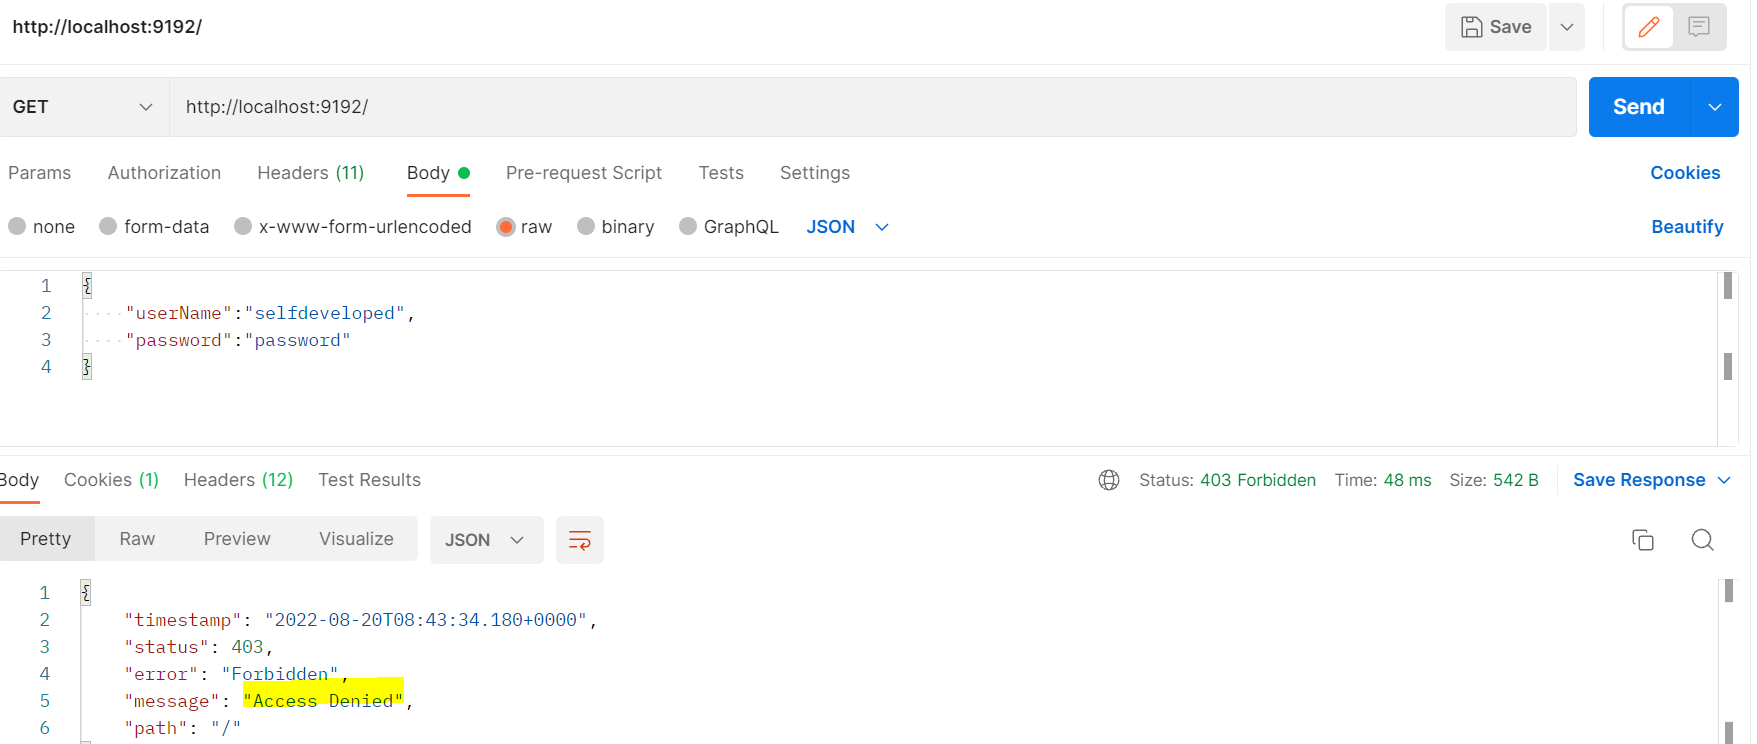 http://localhost:9192/
Save
GET http://localhost:9192/ Send
Params Authorization Headers (11) Body Pre-request Script Tests Settings Cookies
none form-data x-www-form-urlencoded raw binary GraphQL JSON Beautify
1 {
2 "userName":"selfdeveloped",
3 "password":"password"
4 }
Body Cookies (1) Headers (12) Test Results Status: 403 Forbidden Time: 48 ms Size: 542 B Save Response
Pretty Raw Preview Visualize JSON
1 {
2 "timestamp": "2022-08-20T08:43:34.180+0000",
3 "status": 403,
4 "error": "Forbidden",
5 "message": "Access Denied",
6 "path": "/"